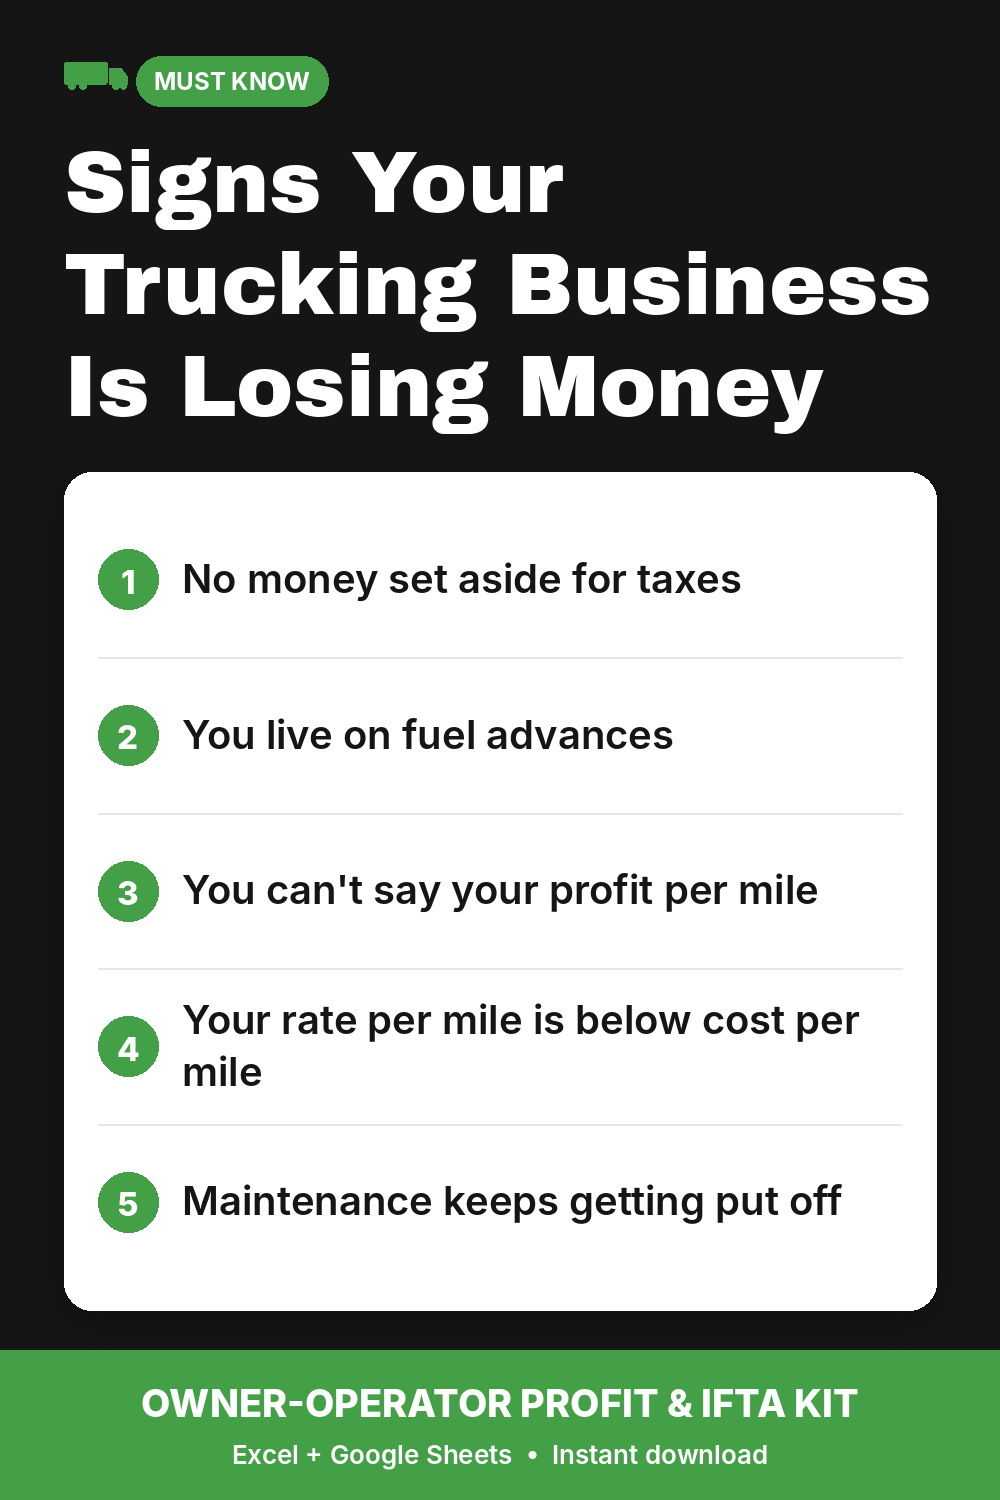 MUST KNOW
Signs Your
Trucking Business
Is Losing Money
1 No money set aside for taxes
2 You live on fuel advances
3 You can't say your profit per mile
4 Your rate per mile is below cost per
mile
5 Maintenance keeps getting put off
OWNER-OPERATOR PROFIT & IFTA KIT
Excel + Google Sheets • Instant download